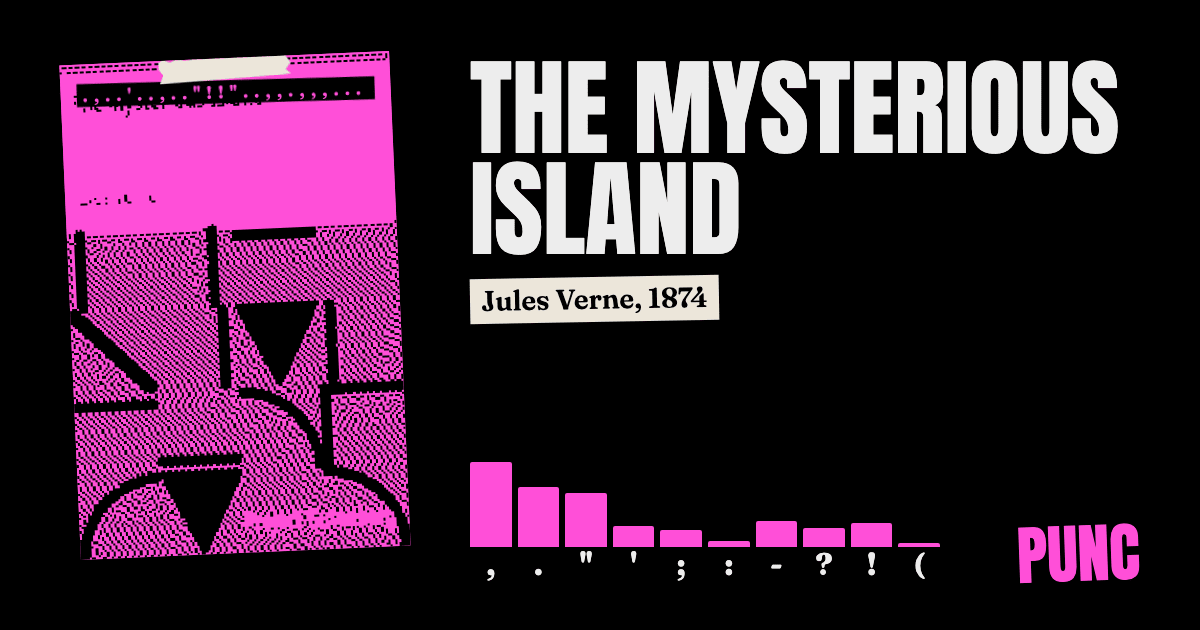 .,..'..,.."!!"..,.,,,...
THE MYSTERIOUS
ISLAND
Jules Verne, 1874
, . " ' ; : - ? ! (
PUNC